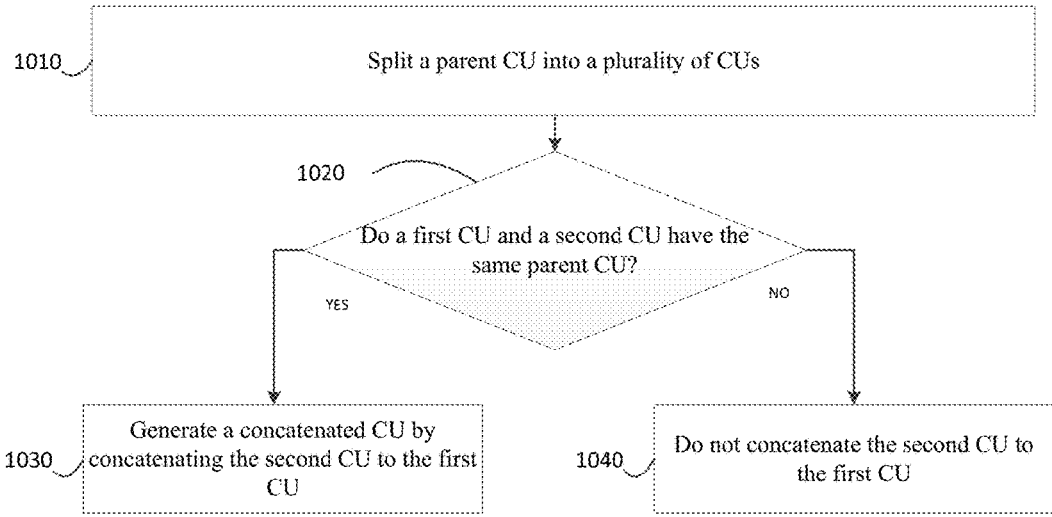 1010
Split a parent CU into a plurality of CUs
1020
Do a first CU and a second CU have the
same parent CU?
YES
NO
1030
Generate a concatenated CU by
concatenating the second CU to the first
CU
1040
Do not concatenate the second CU to
the first CU